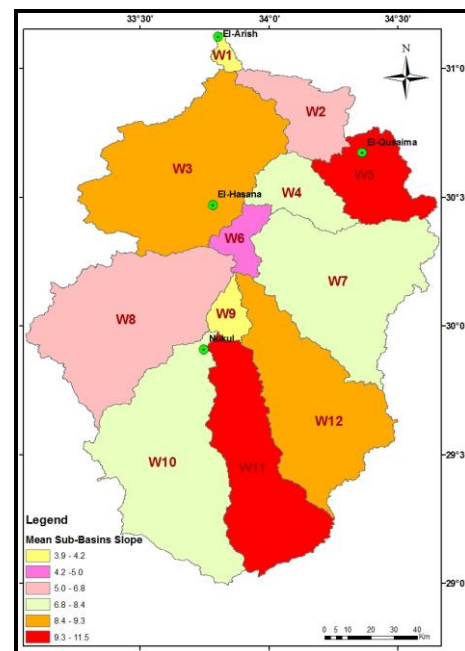 33°30' 34°00' 34°30'
El-Arish
W1
N
31°0
W2
El-Qusaima
W3
W5
W4
El-Hasana
30°30
W6
W7
W8
W9
30°0
Nukul
W12
W10
W11
29°3
Legend
Mean Sub-Basins Slope
3.9 - 4.2
4.2 -5.0
5.0 - 6.8
6.8 - 8.4
8.4 - 9.3
9.3 - 11.5
29°0
0 5 10 20 30 40
Km